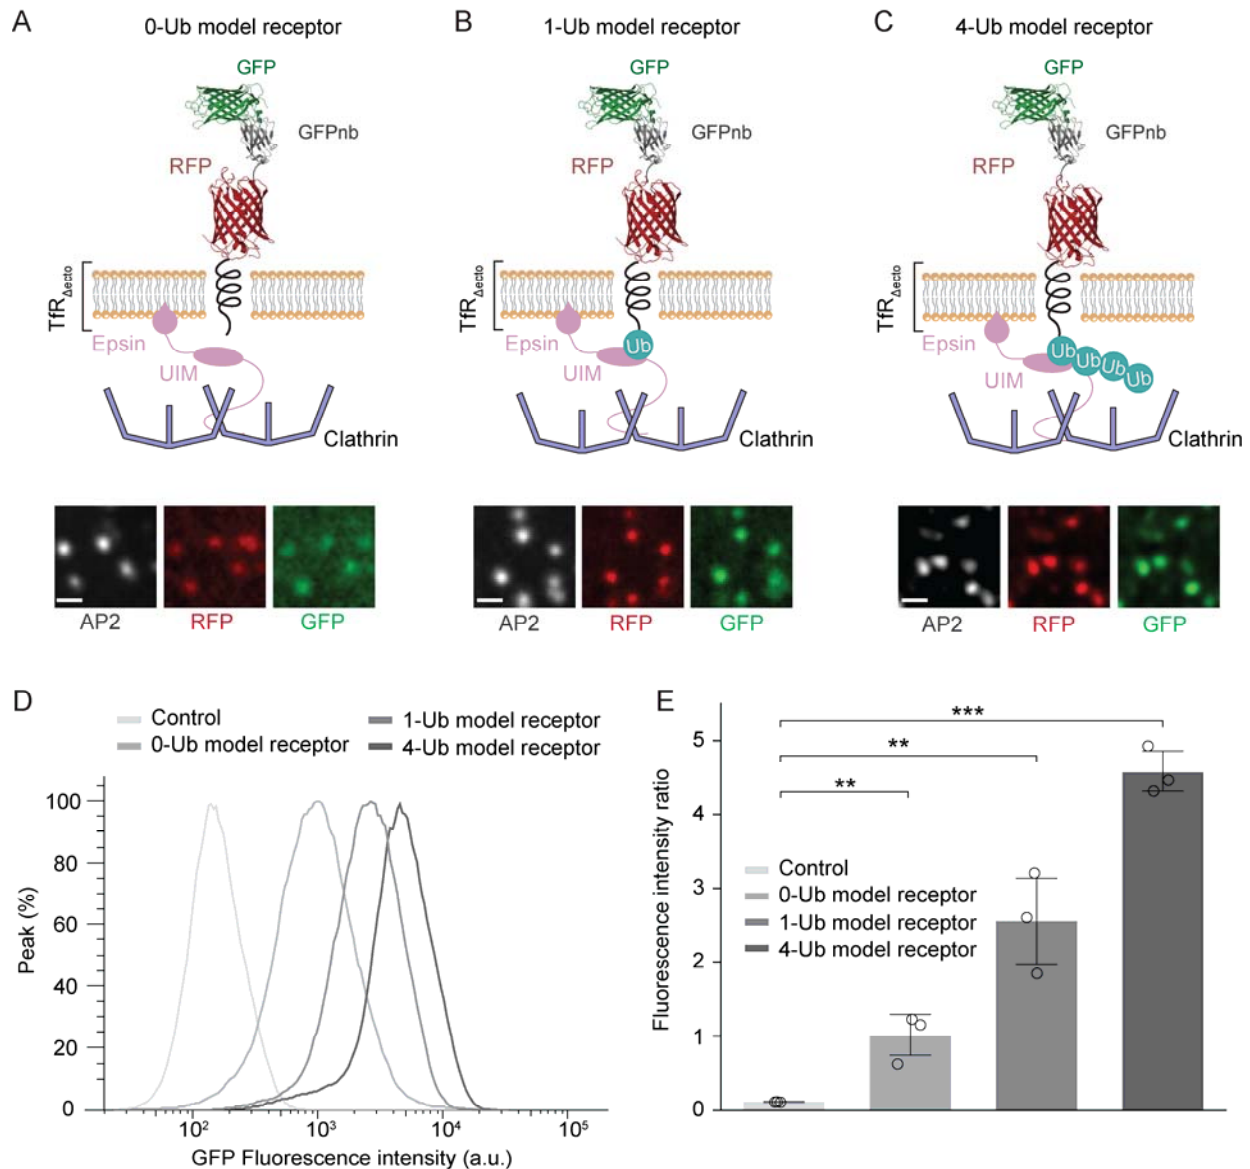 A
0-Ub model receptor
GFP
GFPnb
RFP
TfRΔecto
Epsin
UIM
Clathrin
AP2
RFP
GFP
B
1-Ub model receptor
GFP
GFPnb
RFP
TfRΔecto
Ub
Epsin
UIM
Clathrin
AP2
RFP
GFP
C
4-Ub model receptor
GFP
GFPnb
RFP
TfRΔecto
Ub
Ub
Ub
Ub
Epsin
UIM
Clathrin
AP2
RFP
GFP
D
Control
0-Ub model receptor
1-Ub model receptor
4-Ub model receptor
Peak (%)
100
80
60
40
20
0
10²
10³
10⁴
10⁵
GFP Fluorescence intensity (a.u.)
E
***
**
**
Control
0-Ub model receptor
1-Ub model receptor
4-Ub model receptor
Fluorescence intensity ratio
5
4
3
2
1
0